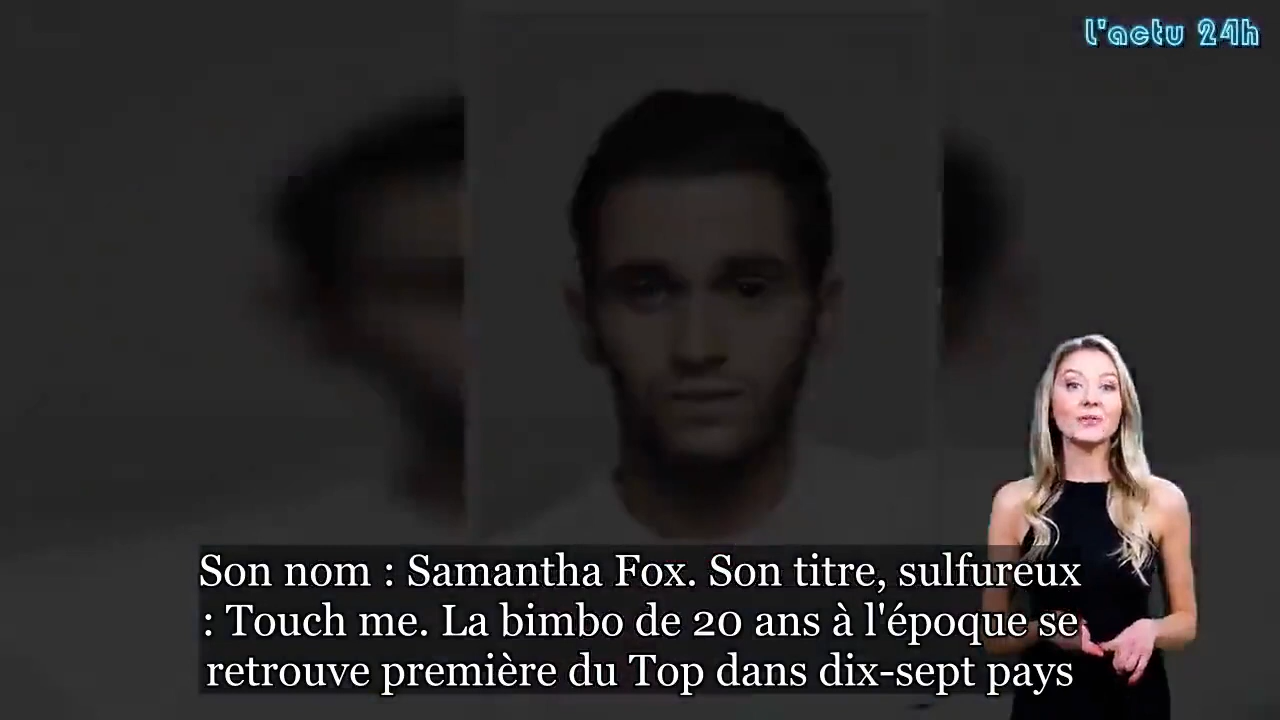 l'actu 24h
Son nom : Samantha Fox. Son titre, sulfureux
: Touch me. La bimbo de 20 ans à l'époque se
retrouve première du Top dans dix-sept pays